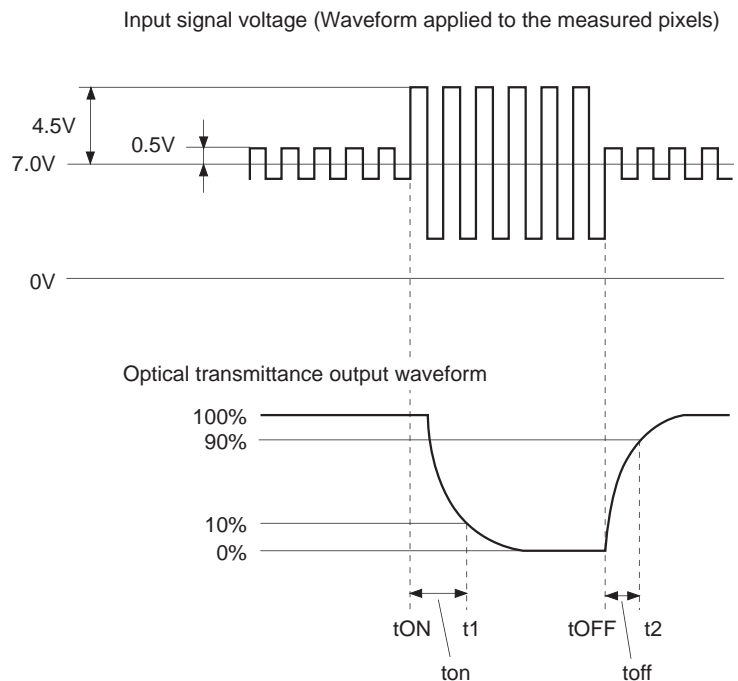 Input signal voltage (Waveform applied to the measured pixels)
4.5V
0.5V
7.0V
0V
Optical transmittance output waveform
100%
90%
10%
0%
tON t1 tOFF t2
ton toff